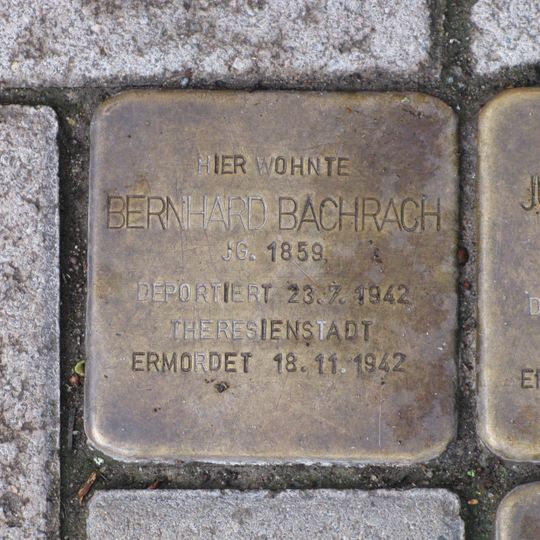 HIER WOHNTE
BERNHARD BACHRACH
JG. 1859
DEPORTIERT 23.7.1942
THERESIENSTADT
ERMORDET 18.11.1942